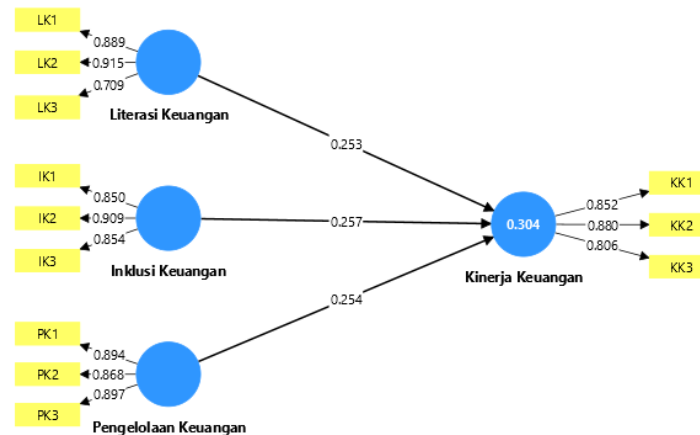 LK1
0.889
LK2
0.915
0.709
LK3
Literasi Keuangan
0.253
IK1
0.850
IK2
0.909
0.854
IK3
Inklusi Keuangan
0.257
PK1
0.894
PK2
0.868
0.897
PK3
Pengelolaan Keuangan
0.254
0.304
Kinerja Keuangan
KK1
0.852
0.880
KK2
0.806
KK3